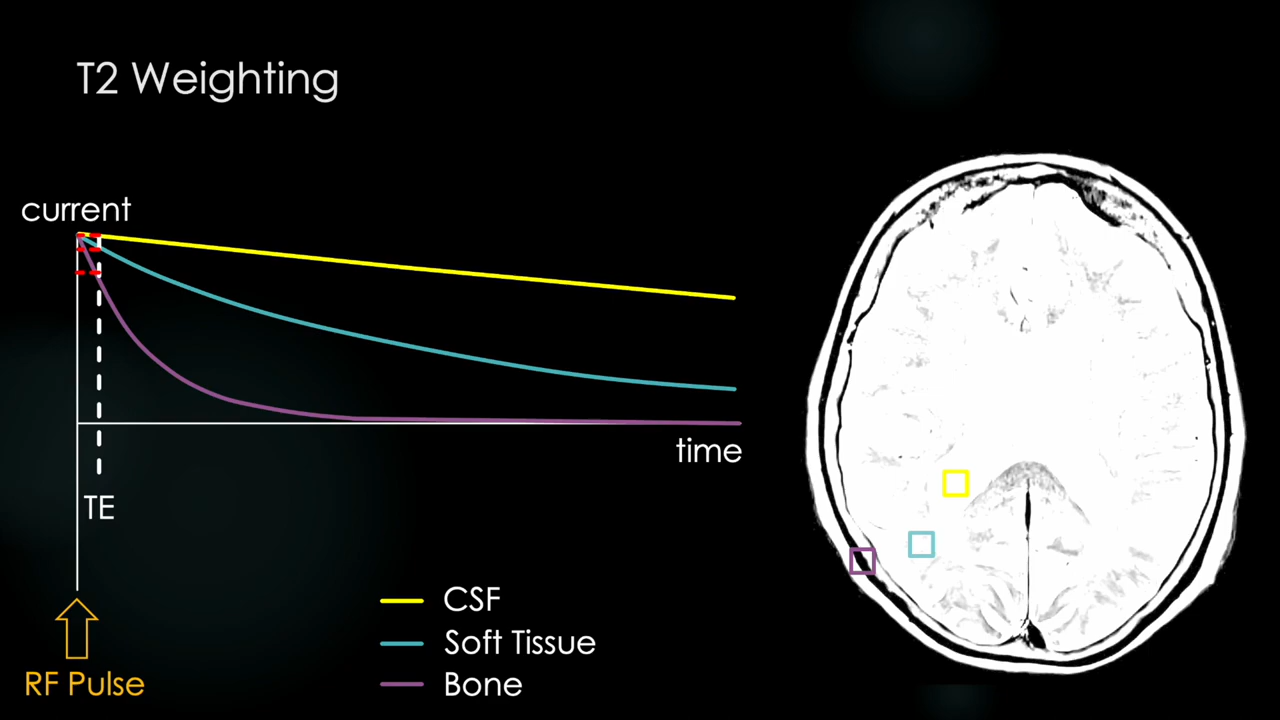 T2 Weighting
current
time
TE
RF Pulse
CSF
Soft Tissue
Bone